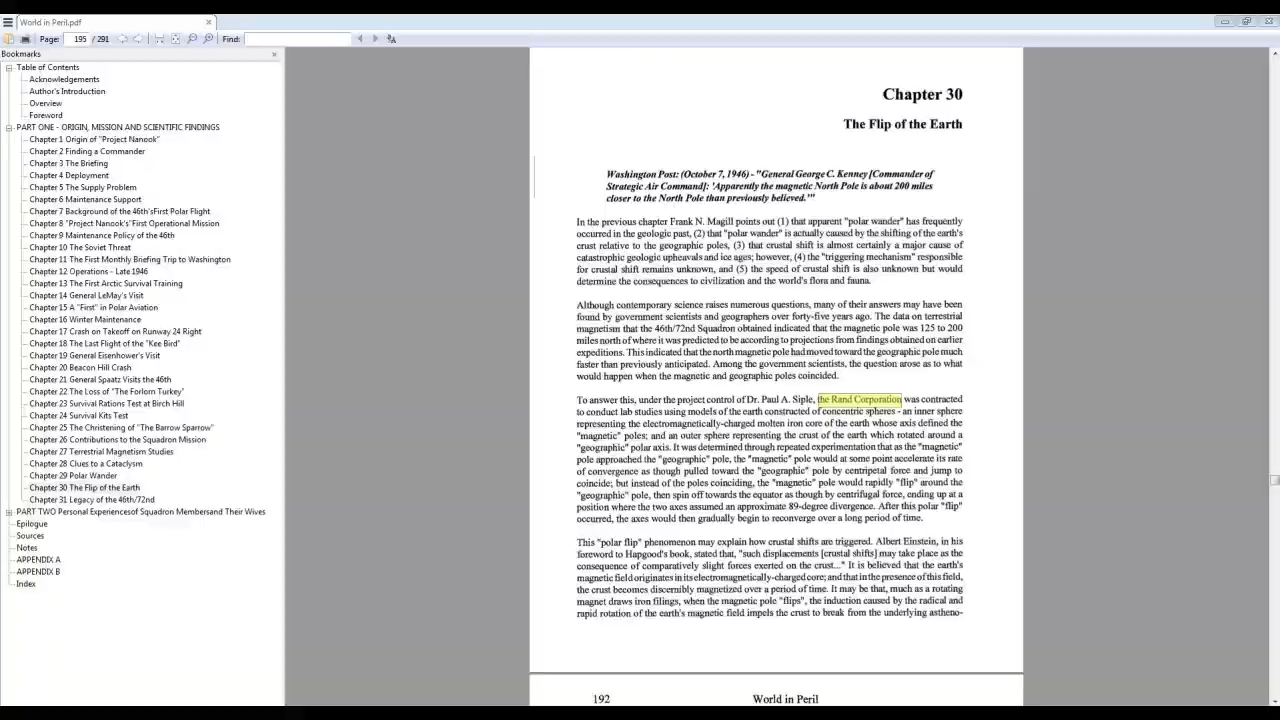 World in Peril.pdf
Page: 195 / 291 Find:
Bookmarks
Table of Contents
Acknowledgements
Author's Introduction
Overview
Foreword
PART ONE - ORIGIN, MISSION AND SCIENTIFIC FINDINGS
Chapter 1 Origin of "Project Nanook"
Chapter 2 Finding a Commander
Chapter 3 The Briefing
Chapter 4 Deployment
Chapter 5 The Supply Problem
Chapter 6 Maintenance Support
Chapter 7 Background of the 46th'sFirst Polar Flight
Chapter 8 "Project Nanook's"First Operational Mission
Chapter 9 Maintenance Policy of the 46th
Chapter 10 The Soviet Threat
Chapter 11 The First Monthly Briefing Trip to Washington
Chapter 12 Operations - Late 1946
Chapter 13 The First Arctic Survival Training
Chapter 14 General LeMay's Visit
Chapter 15 A "First" in Polar Aviation
Chapter 16 Winter Maintenance
Chapter 17 Crash on Takeoff on Runway 24 Right
Chapter 18 The Last Flight of the "Kee Bird"
Chapter 19 General Eisenhower's Visit
Chapter 20 Beacon Hill Crash
Chapter 21 General Spaatz Visits the 46th
Chapter 22 The Loss of "The Forlorn Turkey"
Chapter 23 Survival Rations Test at Birch Hill
Chapter 24 Survival Kits Test
Chapter 25 The Christening of "The Barrow Sparrow"
Chapter 26 Contributions to the Squadron Mission
Chapter 27 Terrestrial Magnetism Studies
Chapter 28 Clues to a Cataclysm
Chapter 29 Polar Wander
Chapter 30 The Flip of the Earth
Chapter 31 Legacy of the 46th/72nd
PART TWO Personal Experiencesof Squadron Membersand Their Wives
Epilogue
Sources
Notes
APPENDIX A
APPENDIX B
Index
Chapter 30
The Flip of the Earth
Washington Post: (October 7, 1946) - "General George C. Kenney [Commander of
Strategic Air Command]: 'Apparently the magnetic North Pole is about 200 miles
closer to the North Pole than previously believed.'"
In the previous chapter Frank N. Magill points out (1) that apparent "polar wander" has frequently
occurred in the geologic past, (2) that "polar wander" is actually caused by the shifting of the earth's
crust relative to the geographic poles, (3) that crustal shift is almost certainly a major cause of
catastrophic geologic upheavals and ice ages; however, (4) the "triggering mechanism" responsible
for crustal shift remains unknown, and (5) the speed of crustal shift is also unknown but would
determine the consequences to civilization and the world's flora and fauna.
Although contemporary science raises numerous questions, many of their answers may have been
found by government scientists and geographers over forty-five years ago. The data on terrestrial
magnetism that the 46th/72nd Squadron obtained indicated that the magnetic pole was 125 to 200
miles north of where it was predicted to be according to projections from findings obtained on earlier
expeditions. This indicated that the north magnetic pole had moved toward the geographic pole much
faster than previously anticipated. Among the government scientists, the question arose as to what
would happen when the magnetic and geographic poles coincided.
To answer this, under the project control of Dr. Paul A. Siple, the Rand Corporation was contracted
to conduct lab studies using models of the earth constructed of concentric spheres - an inner sphere
representing the electromagnetically-charged molten iron core of the earth whose axis defined the
"magnetic" poles; and an outer sphere representing the crust of the earth which rotated around a
"geographic" polar axis. It was determined through repeated experimentation that as the "magnetic"
pole approached the "geographic" pole, the "magnetic" pole would at some point accelerate its rate
of convergence as though pulled toward the "geographic" pole by centripetal force and jump to
coincide; but instead of the poles coinciding, the "magnetic" pole would rapidly "flip" around the
"geographic" pole, then spin off towards the equator as though by centrifugal force, ending up at a
position where the two axes assumed an approximate 89-degree divergence. After this polar "flip"
occurred, the axes would then gradually begin to reconverge over a long period of time.
This "polar flip" phenomenon may explain how crustal shifts are triggered. Albert Einstein, in his
foreword to Hapgood's book, stated that, "such displacements [crustal shifts] may take place as the
consequence of comparatively slight forces exerted on the crust..." It is believed that the earth's
magnetic field originates in its electromagnetically-charged core; and that in the presence of this field,
the crust becomes discernibly magnetized over a period of time. It may be that, much as a rotating
magnet draws iron filings, when the magnetic pole "flips", the induction caused by the radical and
rapid rotation of the earth's magnetic field impels the crust to break from the underlying astheno-
192 World in Peril